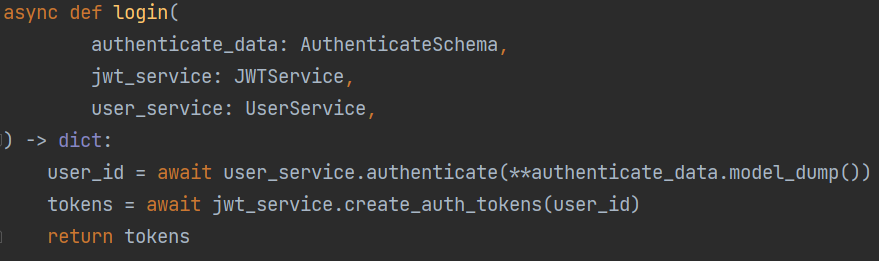 async def login(
        authenticate_data: AuthenticateSchema,
        jwt_service: JWTService,
        user_service: UserService,
) -> dict:
    user_id = await user_service.authenticate(**authenticate_data.model_dump())
    tokens = await jwt_service.create_auth_tokens(user_id)
    return tokens